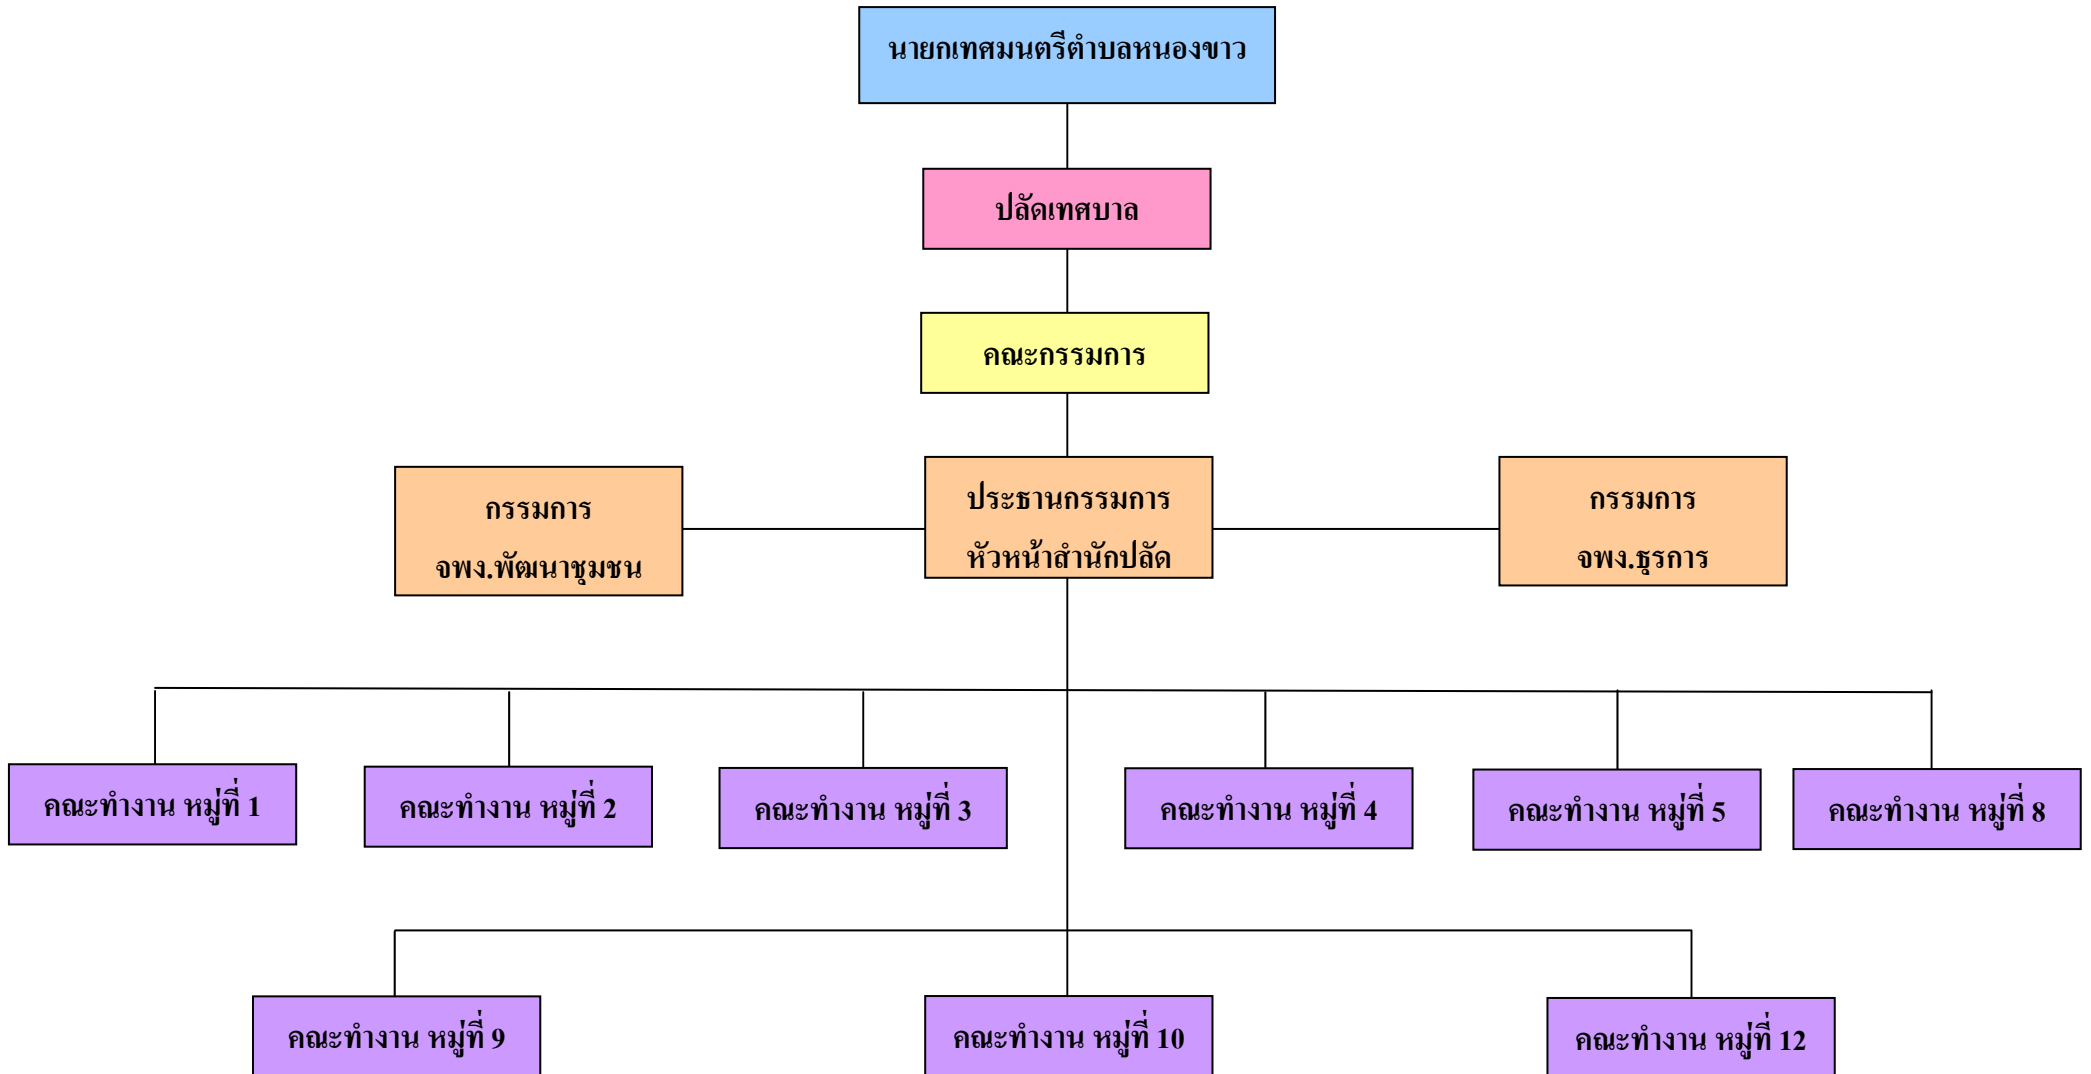 นายกเทศมนตรีตำบลหนองขาว
ปลัดเทศบาล
คณะกรรมการ
กรรมการ
จพง.พัฒนาชุมชน
ประธานกรรมการ
หัวหน้าสำนักปลัด
กรรมการ
จพง.ธุรการ
คณะทำงาน หมู่ที่ 1
คณะทำงาน หมู่ที่ 2
คณะทำงาน หมู่ที่ 3
คณะทำงาน หมู่ที่ 4
คณะทำงาน หมู่ที่ 5
คณะทำงาน หมู่ที่ 8
คณะทำงาน หมู่ที่ 9
คณะทำงาน หมู่ที่ 10
คณะทำงาน หมู่ที่ 12